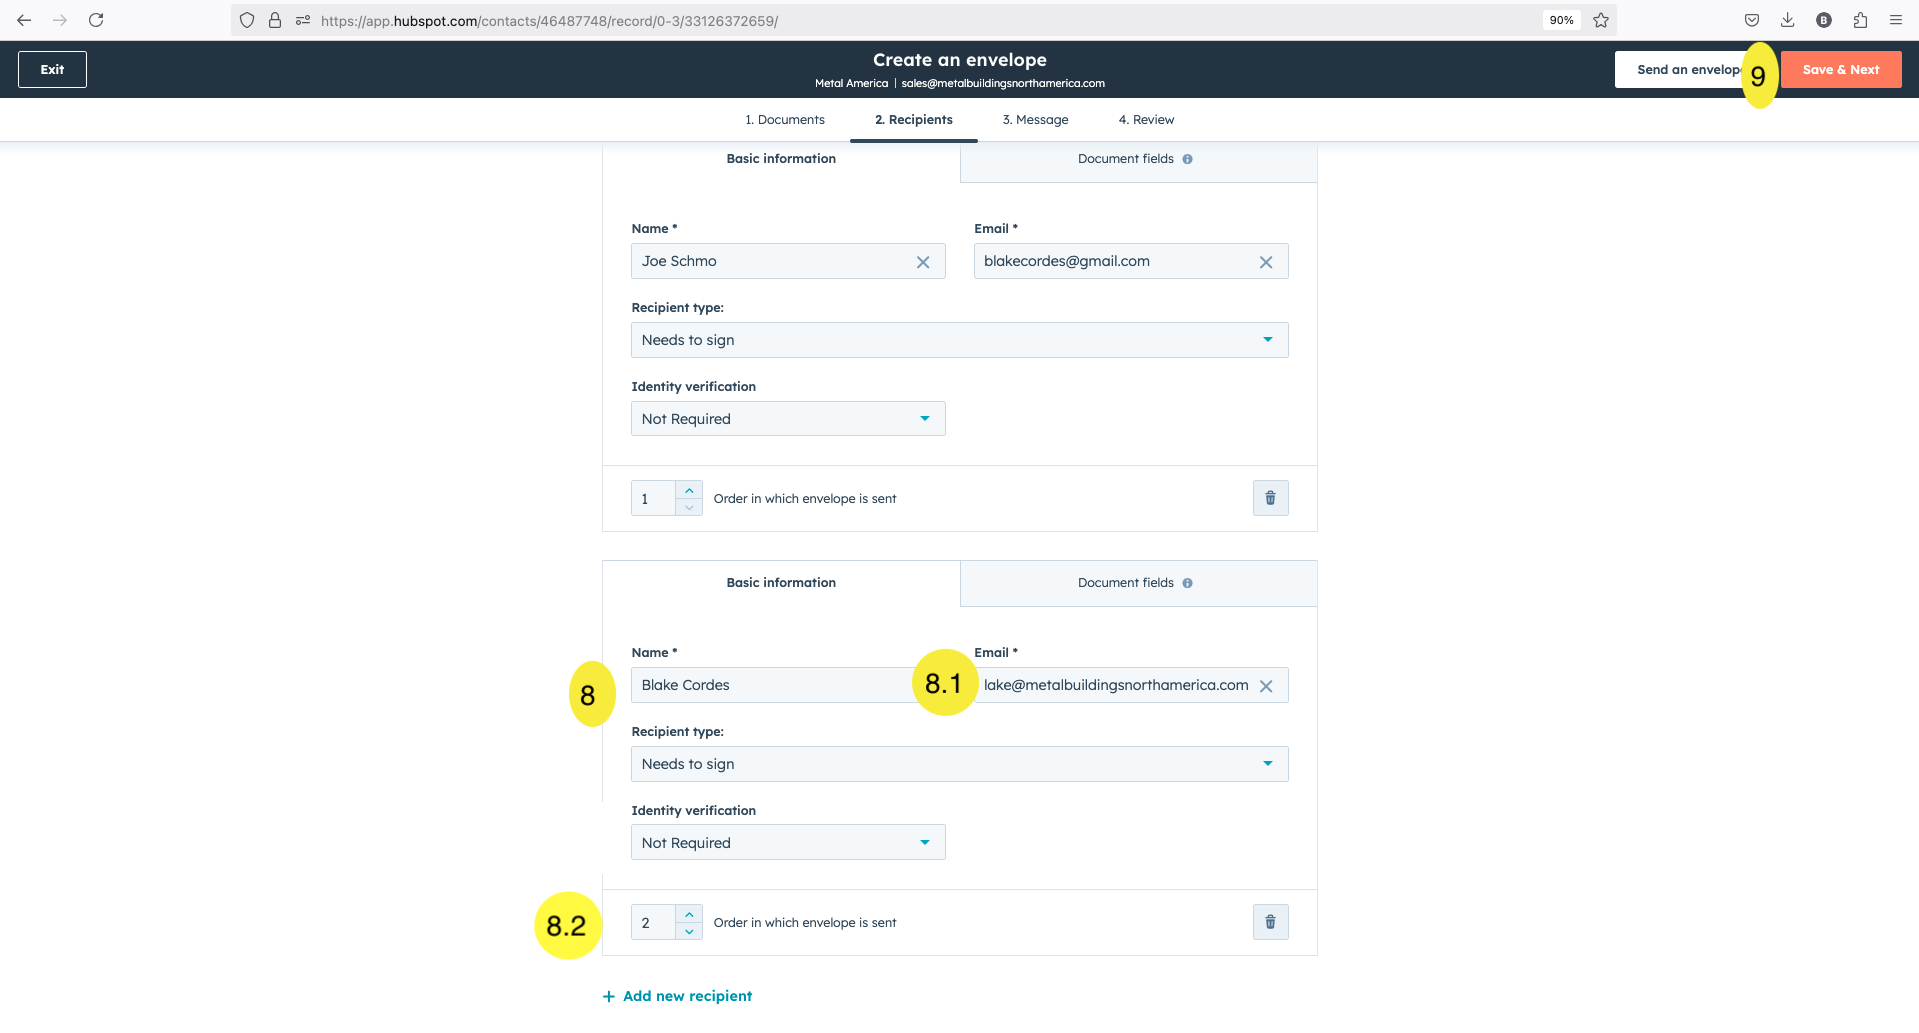 https://app.hubspot.com/contacts/46487748/record/0-3/33126372659/
90%
B
Exit
Create an envelope
Metal America | sales@metalbuildingsnorthamerica.com
Send an envelop
9
Save & Next
1. Documents
2. Recipients
3. Message
4. Review
Basic information
Document fields
Name *
Email *
Joe Schmo
blakecordes@gmail.com
Recipient type:
Needs to sign
Identity verification
Not Required
1
Order in which envelope is sent
Basic information
Document fields
Name *
Email *
8
Blake Cordes
8.1
lake@metalbuildingsnorthamerica.com
Recipient type:
Needs to sign
Identity verification
Not Required
8.2
2
Order in which envelope is sent
+ Add new recipient